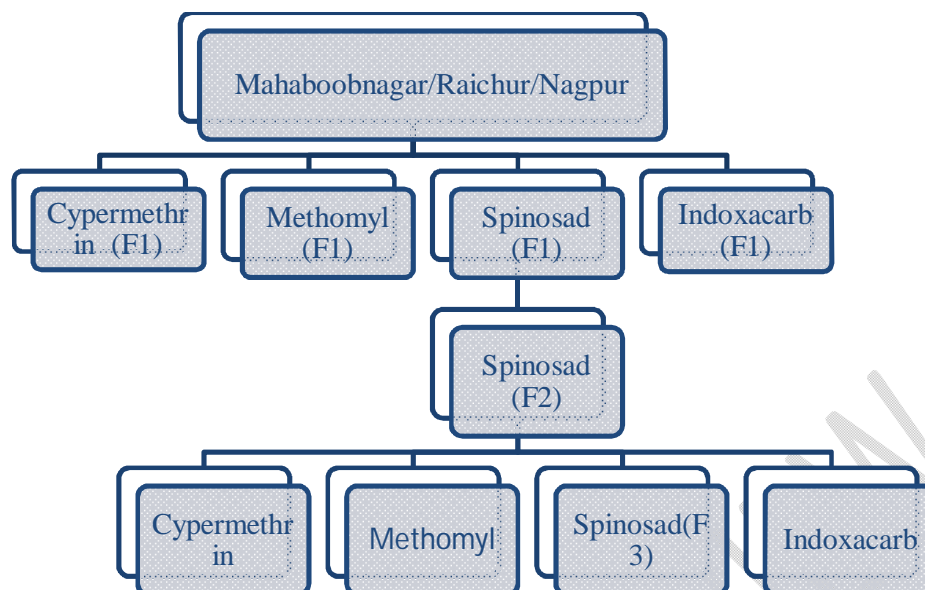 Mahaboobnagar/Raichur/Nagpur
Cypermethr
in (F1)
Methomyl
(F1)
Spinosad
(F1)
Indoxacarb
(F1)
Spinosad
(F2)
Cypermethr
in
Methomyl
Spinosad(F
3)
Indoxacarb